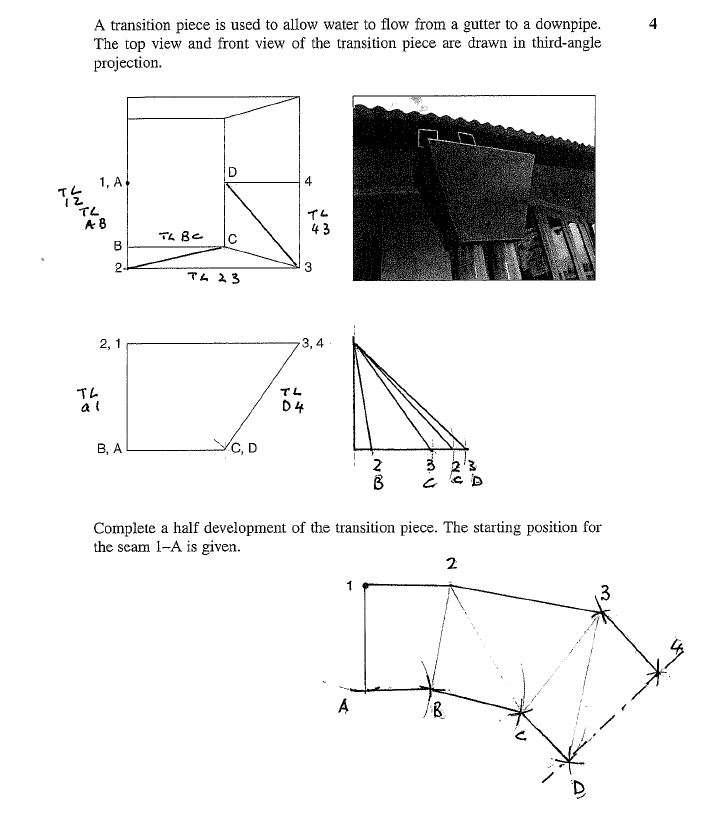 A transition piece is used to allow water to flow from a gutter to a downpipe. 4
The top view and front view of the transition piece are drawn in third-angle
projection.
1, A
D
4
TL
12
TL
AB
TL
43
B
TL BC
C
2
3
TL 23
2, 1
3, 4
TL
a1
TL
D4
B, A
C, D
2 3 2 3
B C C D
Complete a half development of the transition piece. The starting position for
the seam 1–A is given.
2
1
3
4
A
B
C
D